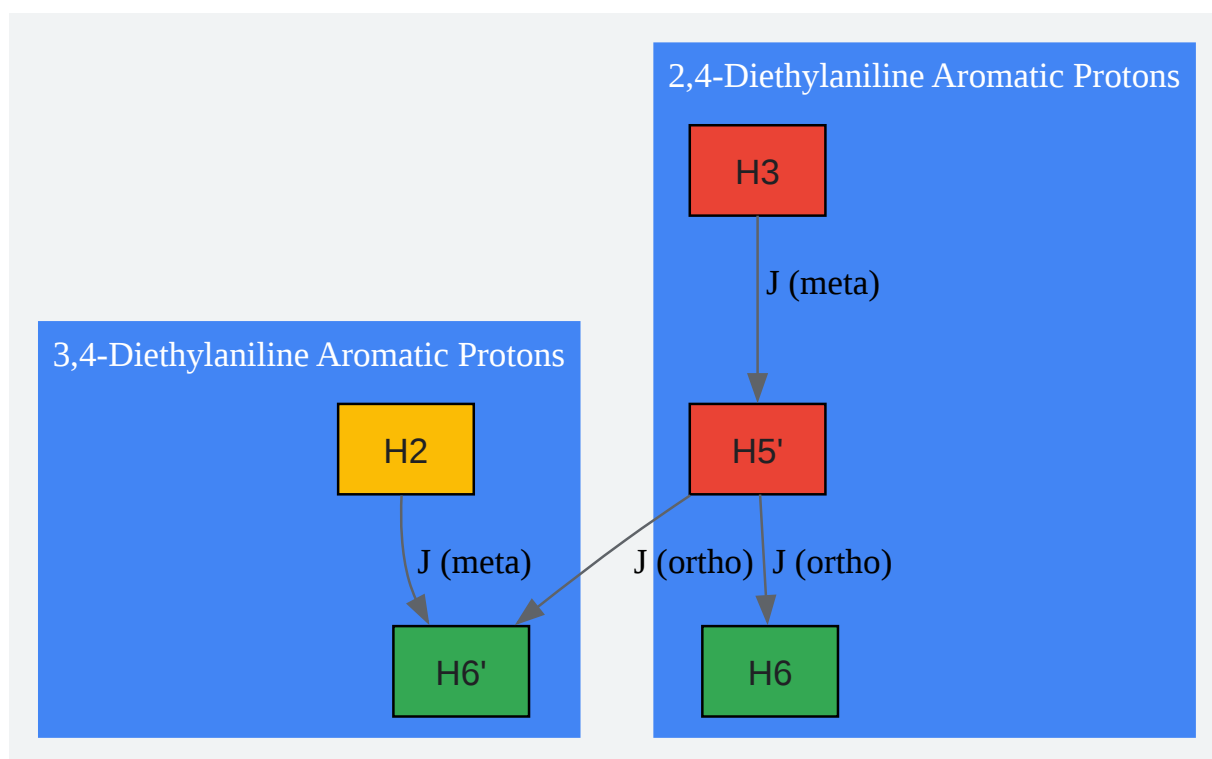 2,4-Diethylaniline Aromatic Protons
H3
J (meta)
3,4-Diethylaniline Aromatic Protons
H2
H5'
J (meta)
J (ortho)
J (ortho)
H6'
H6